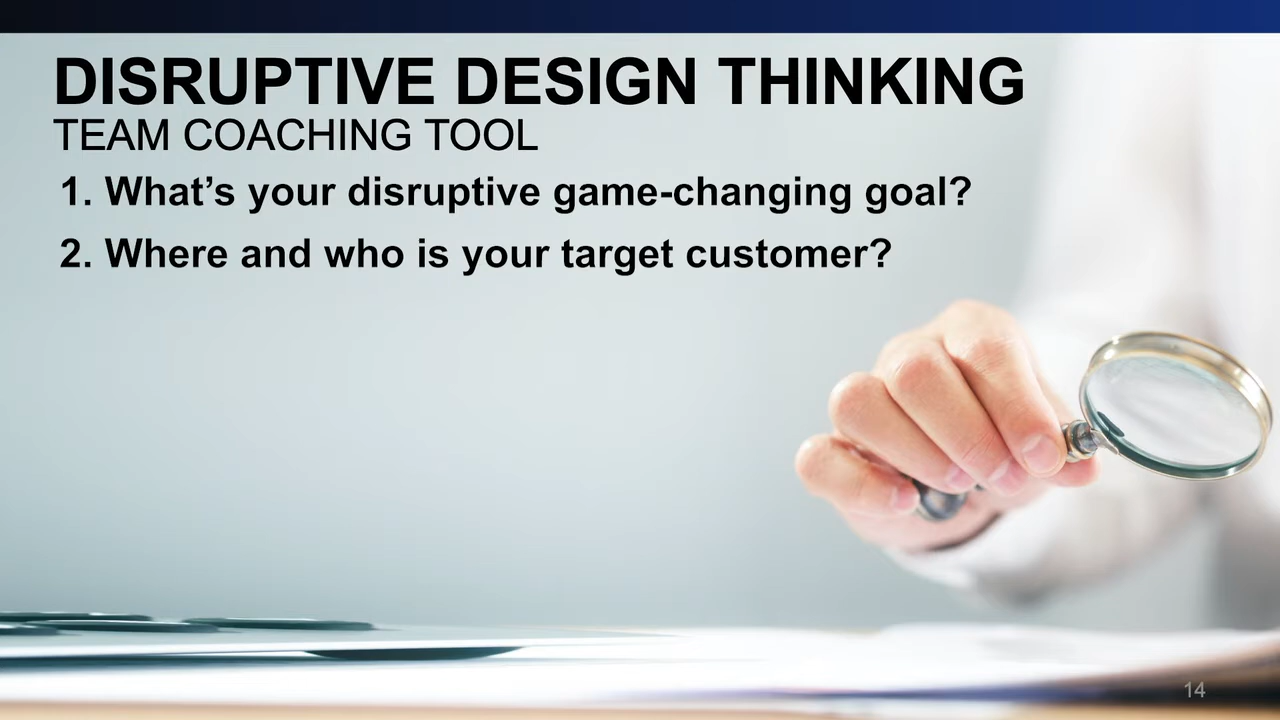 DISRUPTIVE DESIGN THINKING
TEAM COACHING TOOL
1. What’s your disruptive game-changing goal?
2. Where and who is your target customer?
14